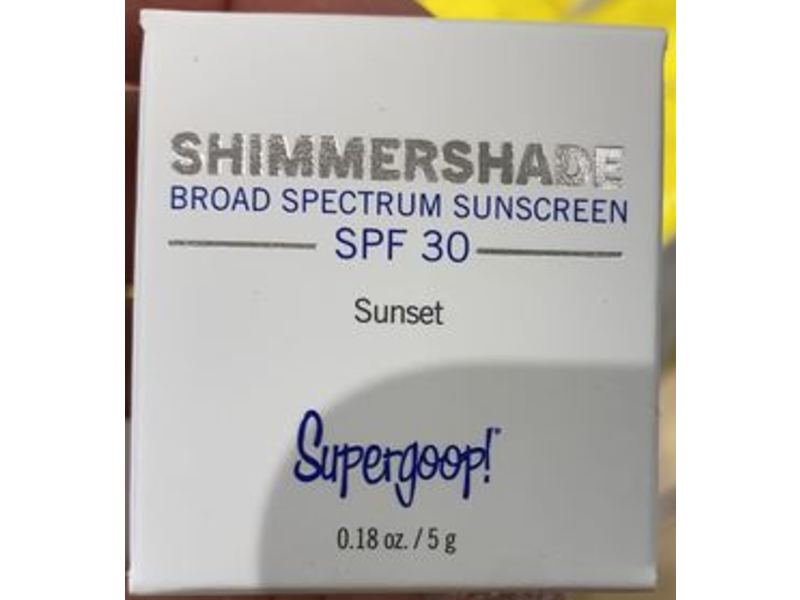 SHIMMERSHADE
BROAD SPECTRUM SUNSCREEN
SPF 30
Sunset
Supergoop!
0.18 oz. / 5 g